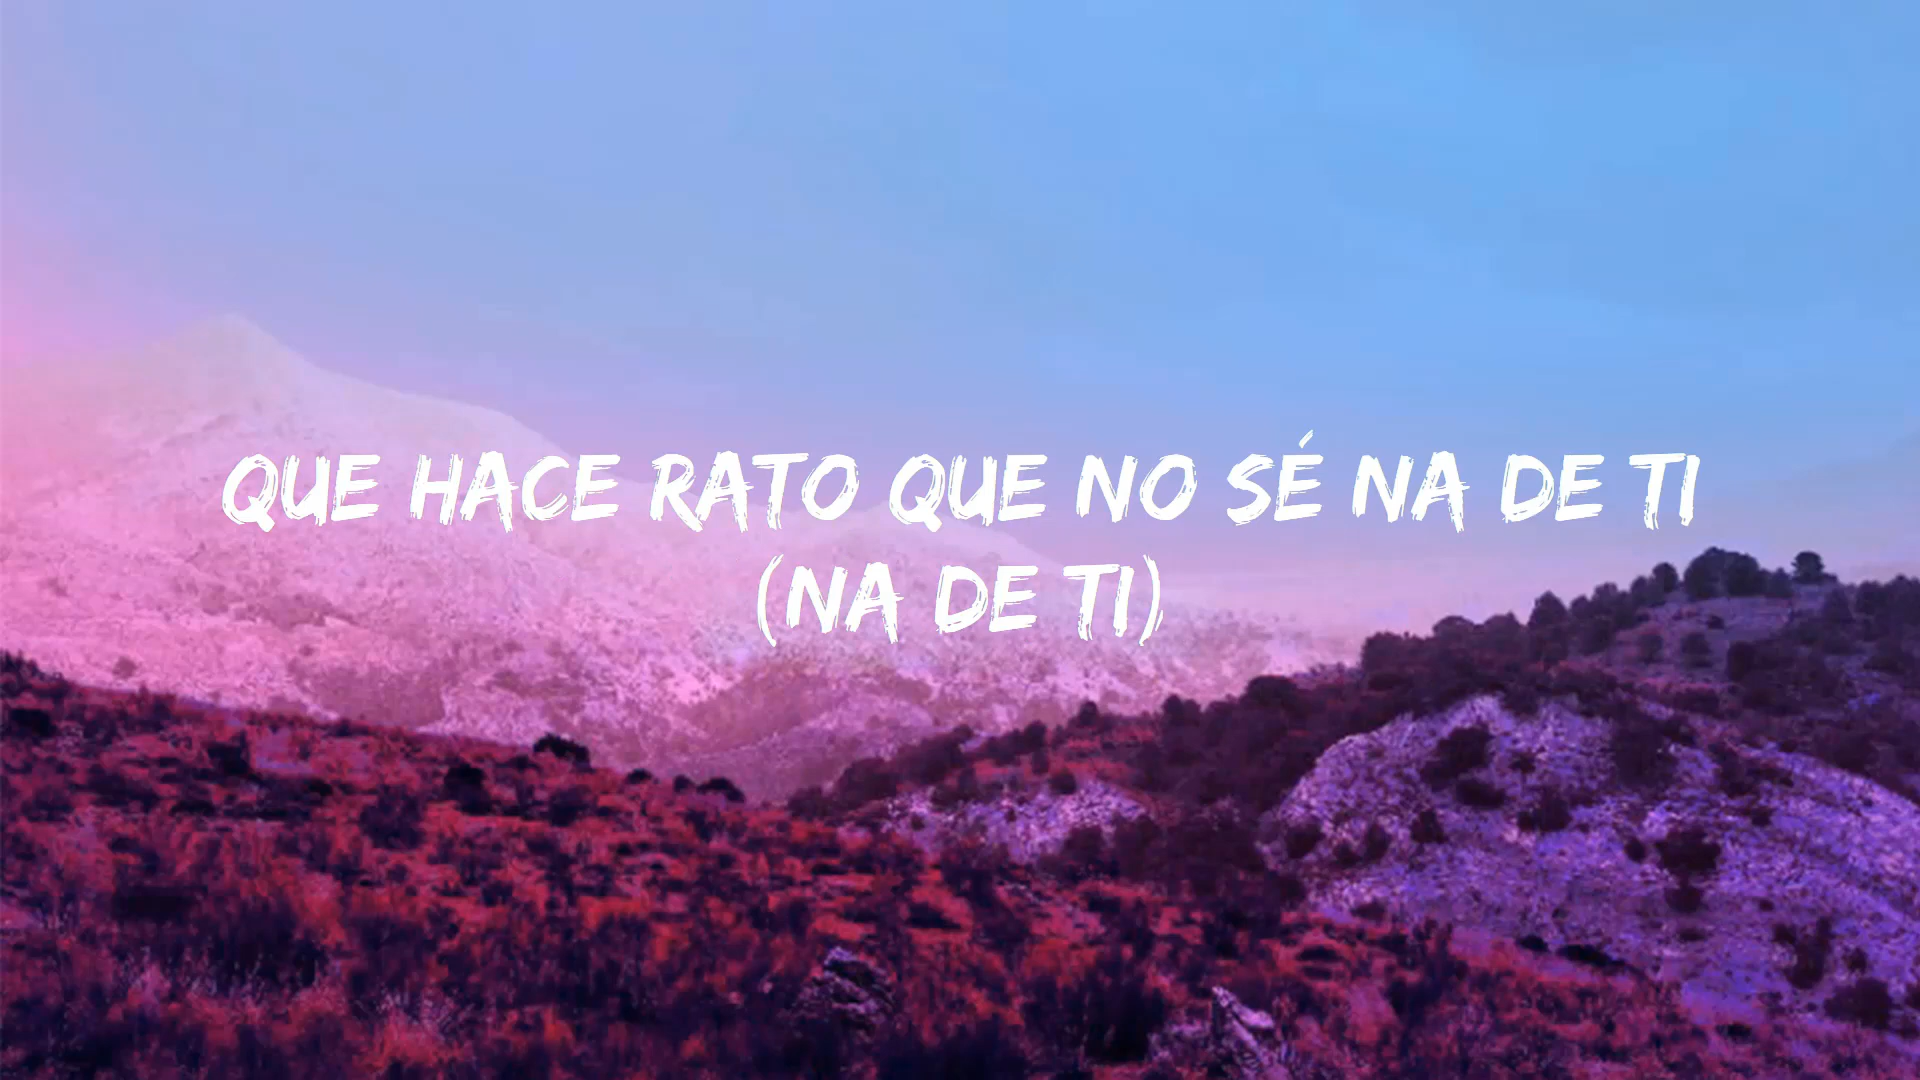 QUE HACE RATO QUE NO SÉ NA DE TI
(NA DE TI)